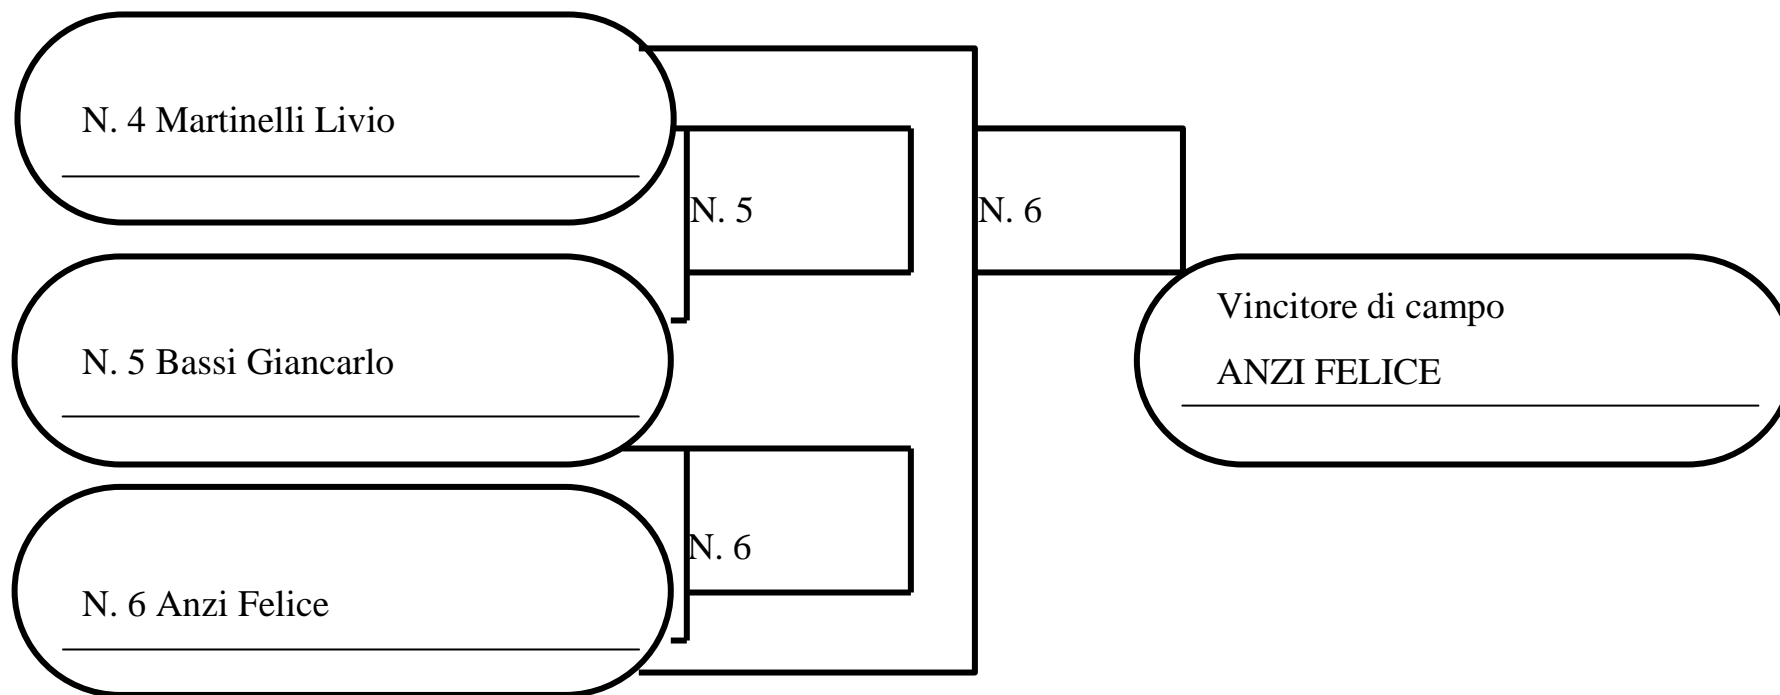 N. 4 Martinelli Livio
N. 5
N. 6
N. 5 Bassi Giancarlo
Vincitore di campo
ANZI FELICE
N. 6
N. 6 Anzi Felice